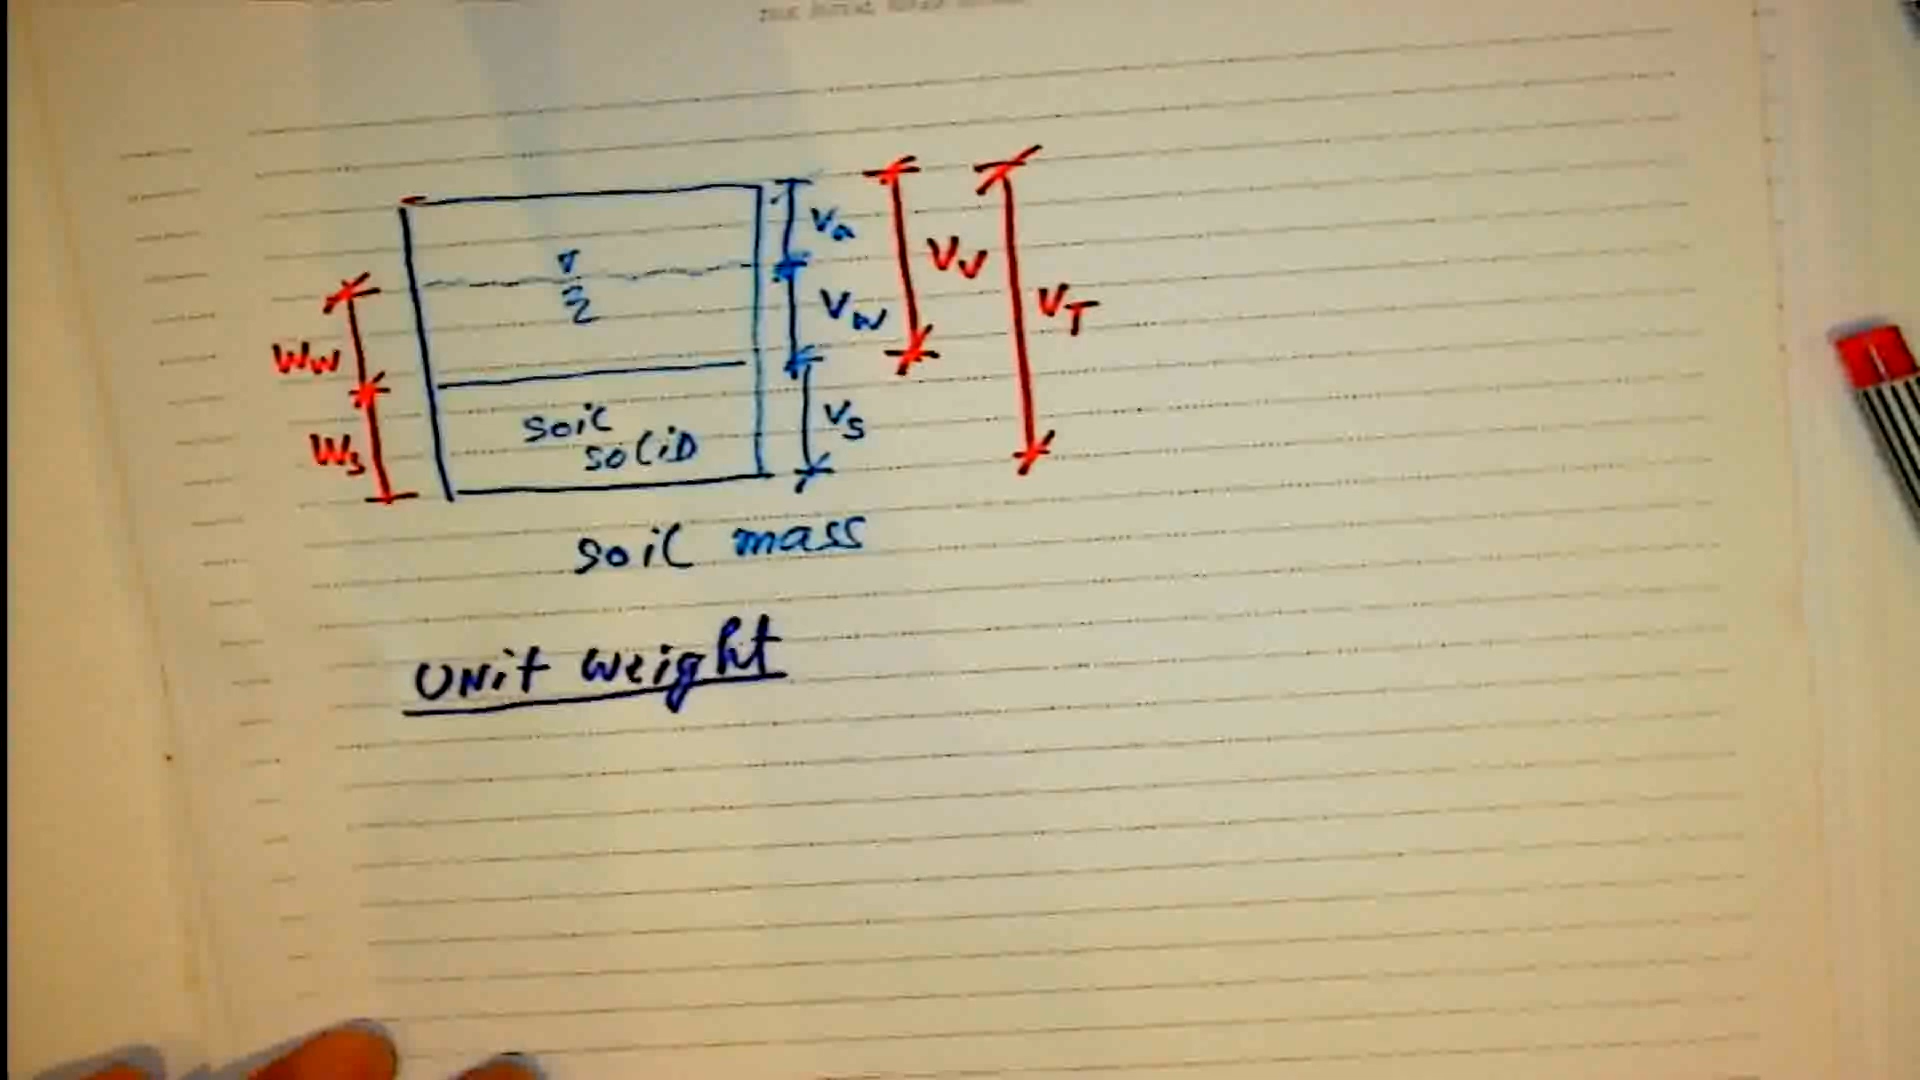 Va
Vv
VT
Vw
Ww
Vs
Ws
soil
solid
soil mass
Unit weight